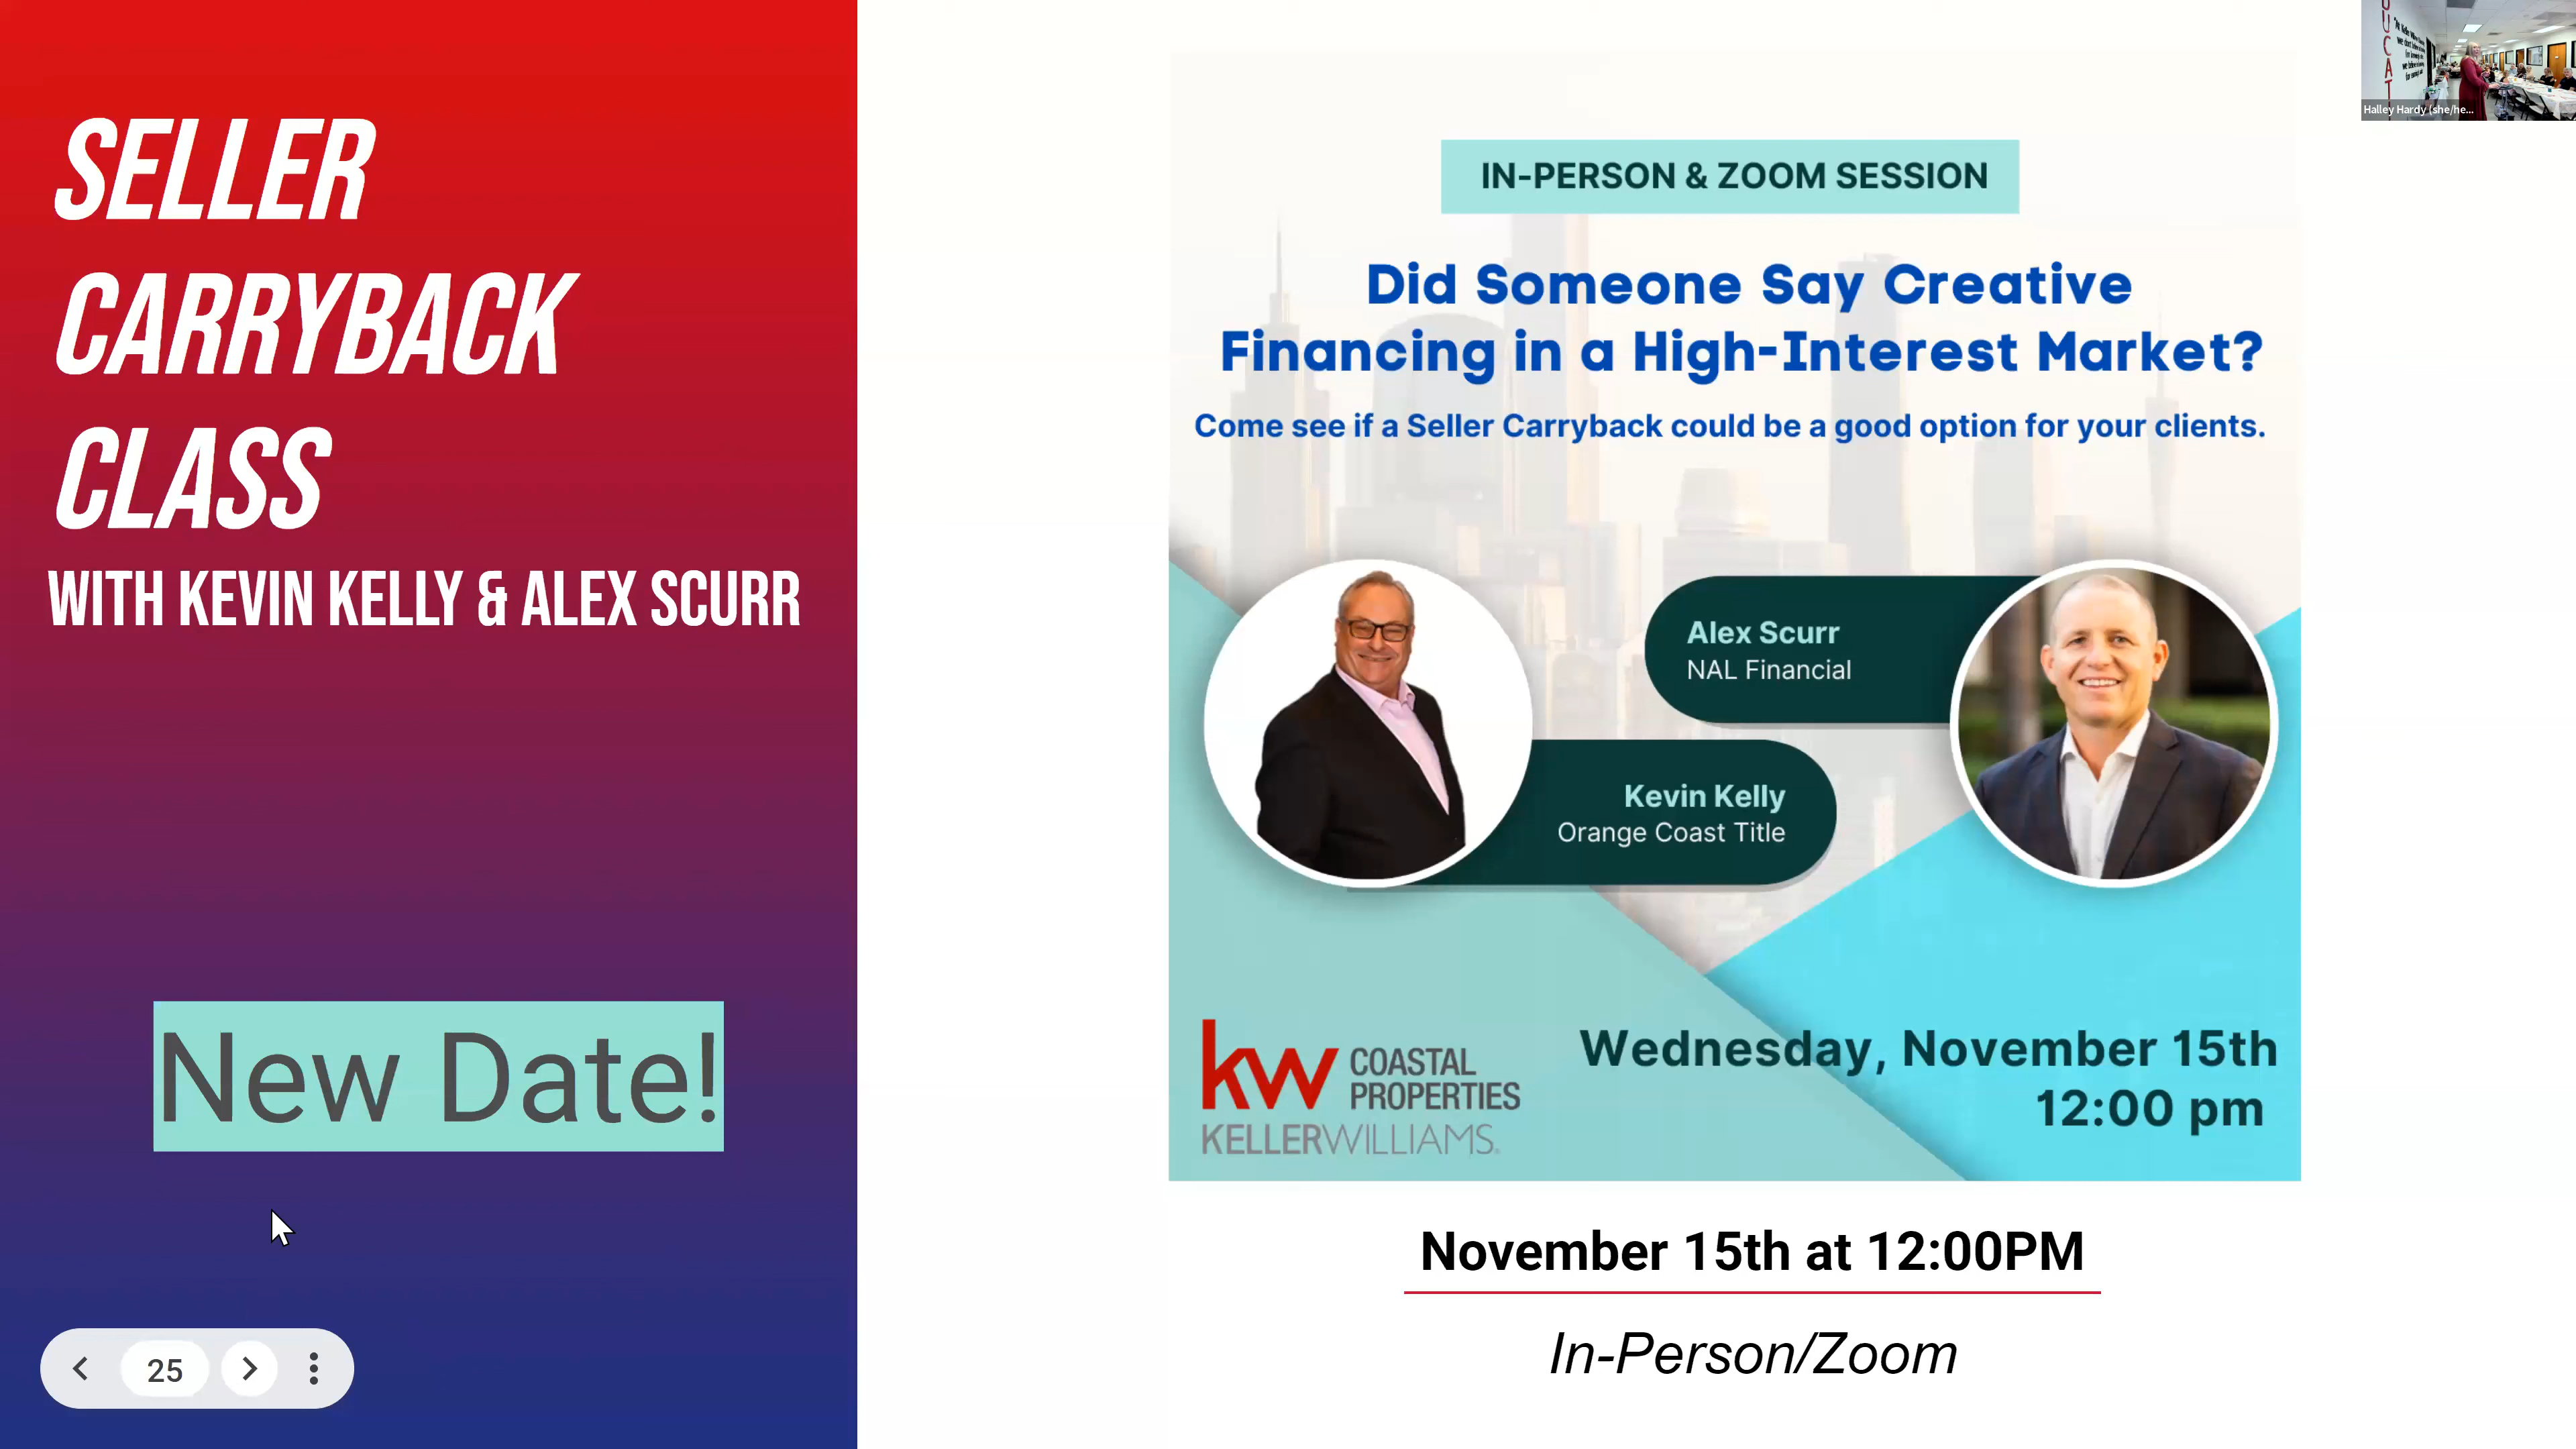 SELLER
CARRYBACK
CLASS
WITH KEVIN KELLY & ALEX SCURR
New Date!
25
IN-PERSON & ZOOM SESSION
Did Someone Say Creative
Financing in a High-Interest Market?
Come see if a Seller Carryback could be a good option for your clients.
Alex Scurr
NAL Financial
Kevin Kelly
Orange Coast Title
kw COASTAL
PROPERTIES
KELLERWILLIAMS.
Wednesday, November 15th
12:00 pm
November 15th at 12:00PM
In-Person/Zoom
Halley Hardy (she/he...